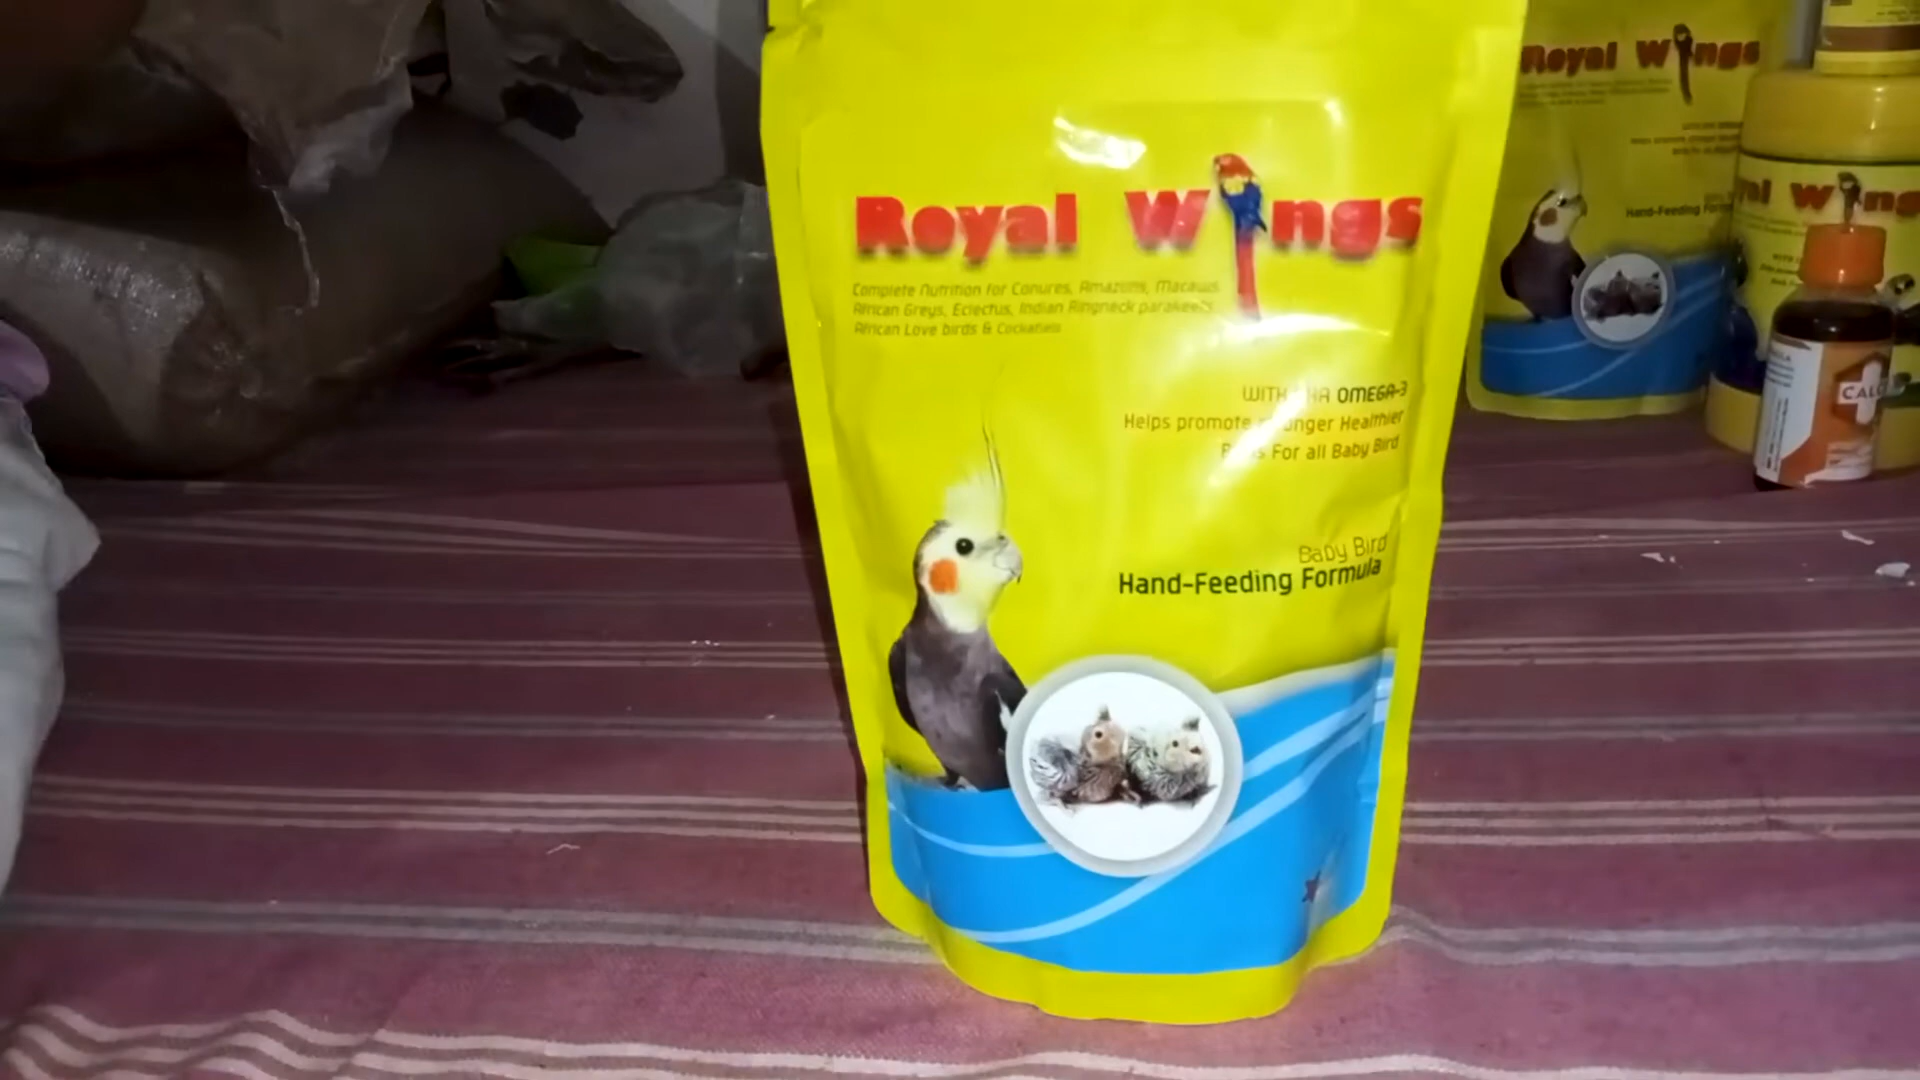 Royal Wings
Complete Nutrition for Conures, Amazons, Macaws
African Greys, Eclectus, Indian Ringneck parakeets
African Love birds & Cockatiels
WITH OMEGA-3
Helps promote Healthier
For all Baby Bird
Baby Bird
Hand-Feeding Formula
Royal Wings
Hand-Feeding
Wings
CALC